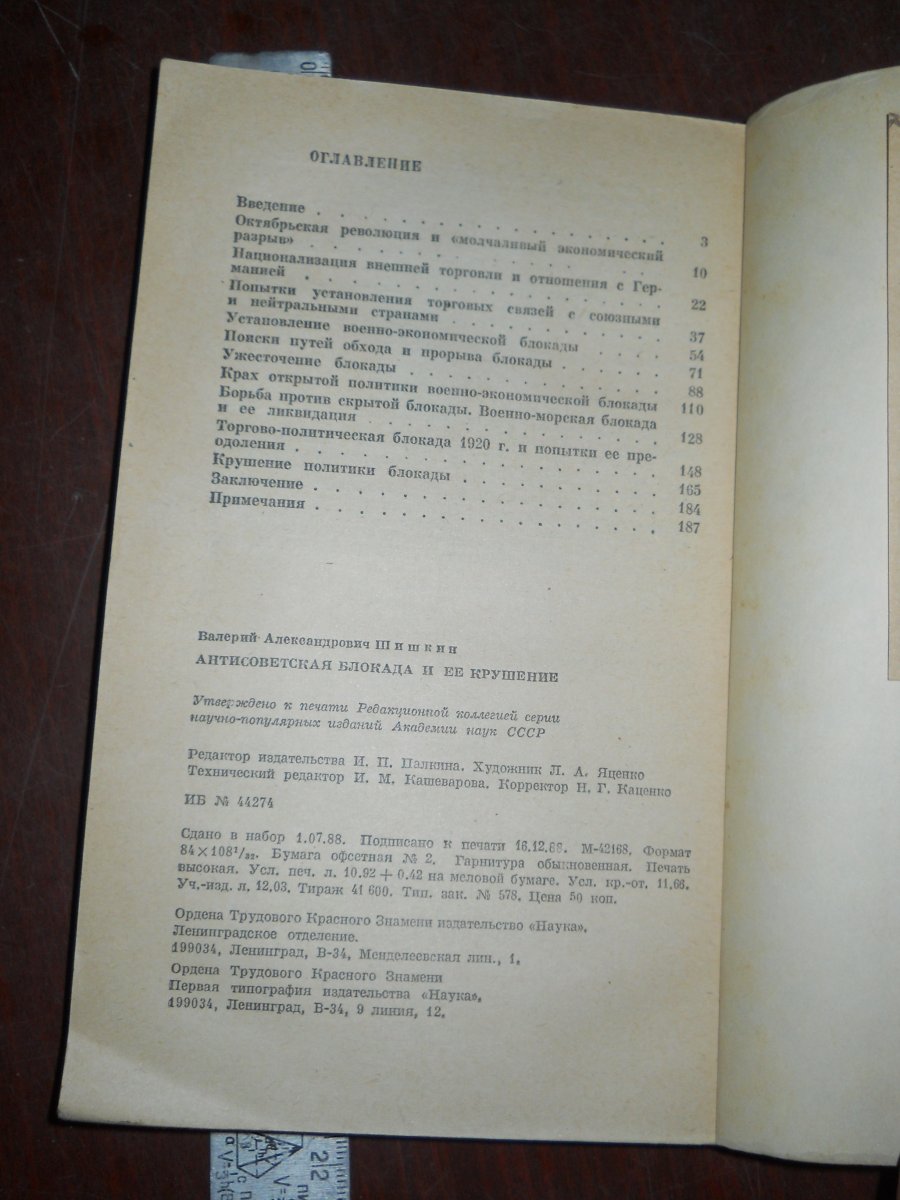 ОГЛАВЛЕНИЕ
Введение . . . . . . . . . . . . . . . . . . 3
Октябрьская революция и «молчаливый экономический
разрыв» . . . . . . . . . . . . . . . . . . 10
Национализация внешней торговли и отношения с Гер-
манией . . . . . . . . . . . . . . . . . . 22
Попытки установления торговых связей с союзными
и нейтральными странами . . . . . . . . . . 37
Установление военно-экономической блокады . . . . 54
Поиски путей обхода и прорыва блокады . . . . . 71
Ужесточение блокады . . . . . . . . . . . . . 88
Крах открытой политики военно-экономической блокады 110
Борьба против скрытой блокады. Военно-морская блокада
и ее ликвидация . . . . . . . . . . . . . . . 128
Торгово-политическая блокада 1920 г. и попытки ее пре-
одоления . . . . . . . . . . . . . . . . . . 148
Крушение политики блокады . . . . . . . . . . 165
Заключение . . . . . . . . . . . . . . . . . 184
Примечания . . . . . . . . . . . . . . . . . 187
Валерий Александрович Шишкин
АНТИСОВЕТСКАЯ БЛОКАДА И ЕЕ КРУШЕНИЕ
Утверждено к печати Редакционной коллегией серии
научно-популярных изданий Академии наук СССР
Редактор издательства И. П. Палкина. Художник Л. А. Яценко
Технический редактор И. М. Кашеварова. Корректор Н. Г. Каценко
ИБ № 44274
Сдано в набор 1.07.88. Подписано к печати 16.12.88. М-42168. Формат
84×108¹/₃₂. Бумага офсетная № 2. Гарнитура обыкновенная. Печать
высокая. Усл. печ. л. 10.92+0.42 на меловой бумаге. Усл. кр.-от. 11.66.
Уч.-изд. л. 12.03. Тираж 41 600. Тип. зак. № 578. Цена 50 коп.
Ордена Трудового Красного Знамени издательство «Наука».
Ленинградское отделение.
199034, Ленинград, В-34, Менделеевская лин., 1.
Ордена Трудового Красного Знамени
Первая типография издательства «Наука».
199034, Ленинград, В-34, 9 линия, 12.